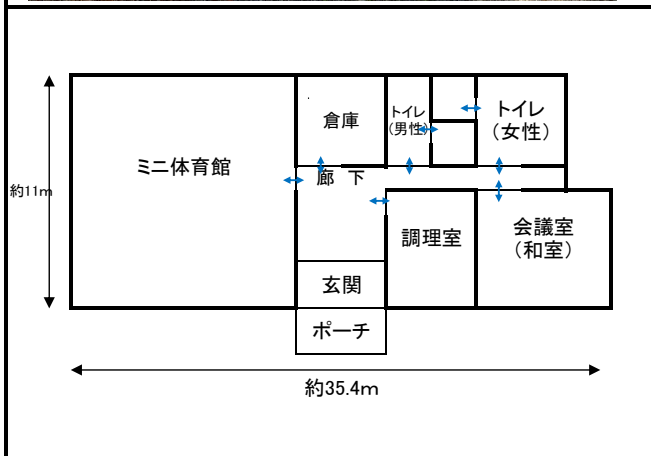 倉庫
トイレ
(男性)
トイレ
(女性)
ミニ体育館
廊 下
約11m
調理室
会議室
(和室)
玄関
ポーチ
約35.4m